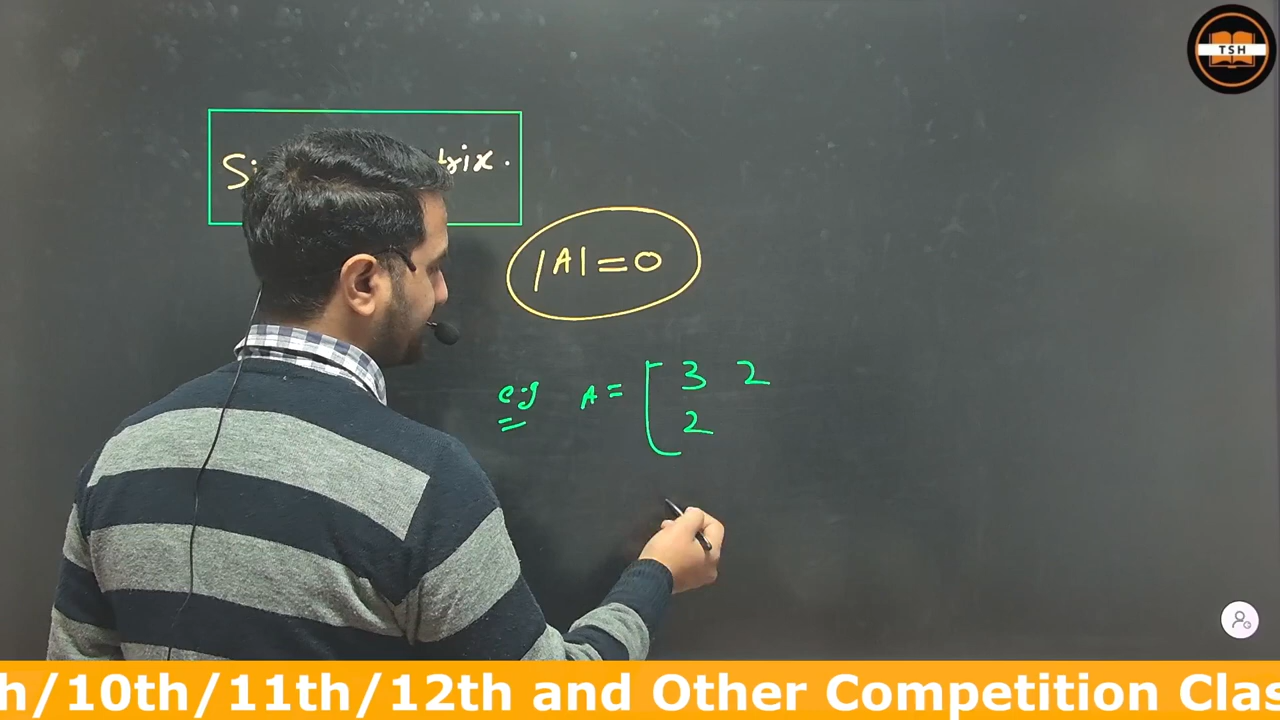 TSH
trix.
|A|=0
e.g A = [ 3 2
2
h/10th/11th/12th and Other Competition Clas